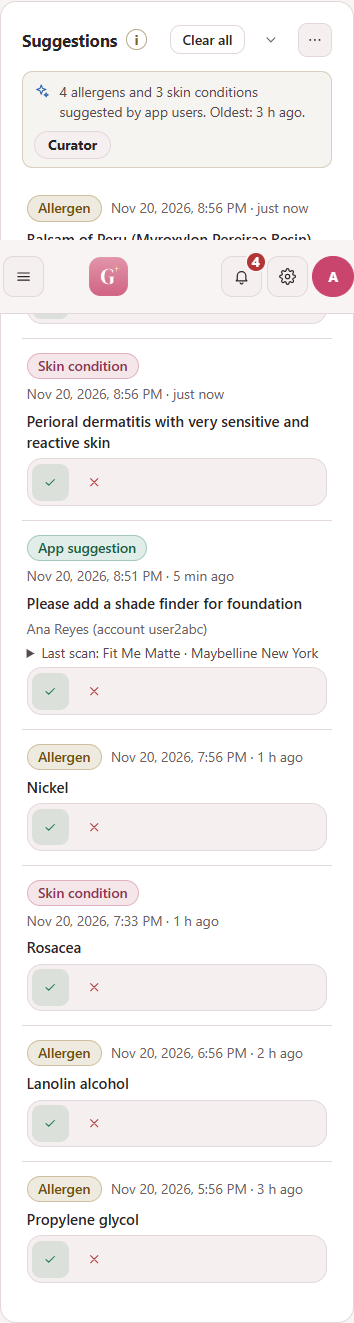 Suggestions i Clear all ...
4 allergens and 3 skin conditions
suggested by app users. Oldest: 3 h ago.
Curator
Allergen Nov 20, 2026, 8:56 PM · just now
Balsam of Peru (Myroxylon Pereirae Resin)
G+ 4 A
Skin condition
Nov 20, 2026, 8:56 PM · just now
Perioral dermatitis with very sensitive and
reactive skin
App suggestion
Nov 20, 2026, 8:51 PM · 5 min ago
Please add a shade finder for foundation
Ana Reyes (account user2abc)
Last scan: Fit Me Matte · Maybelline New York
Allergen Nov 20, 2026, 7:56 PM · 1 h ago
Nickel
Skin condition
Nov 20, 2026, 7:33 PM · 1 h ago
Rosacea
Allergen Nov 20, 2026, 6:56 PM · 2 h ago
Lanolin alcohol
Allergen Nov 20, 2026, 5:56 PM · 3 h ago
Propylene glycol